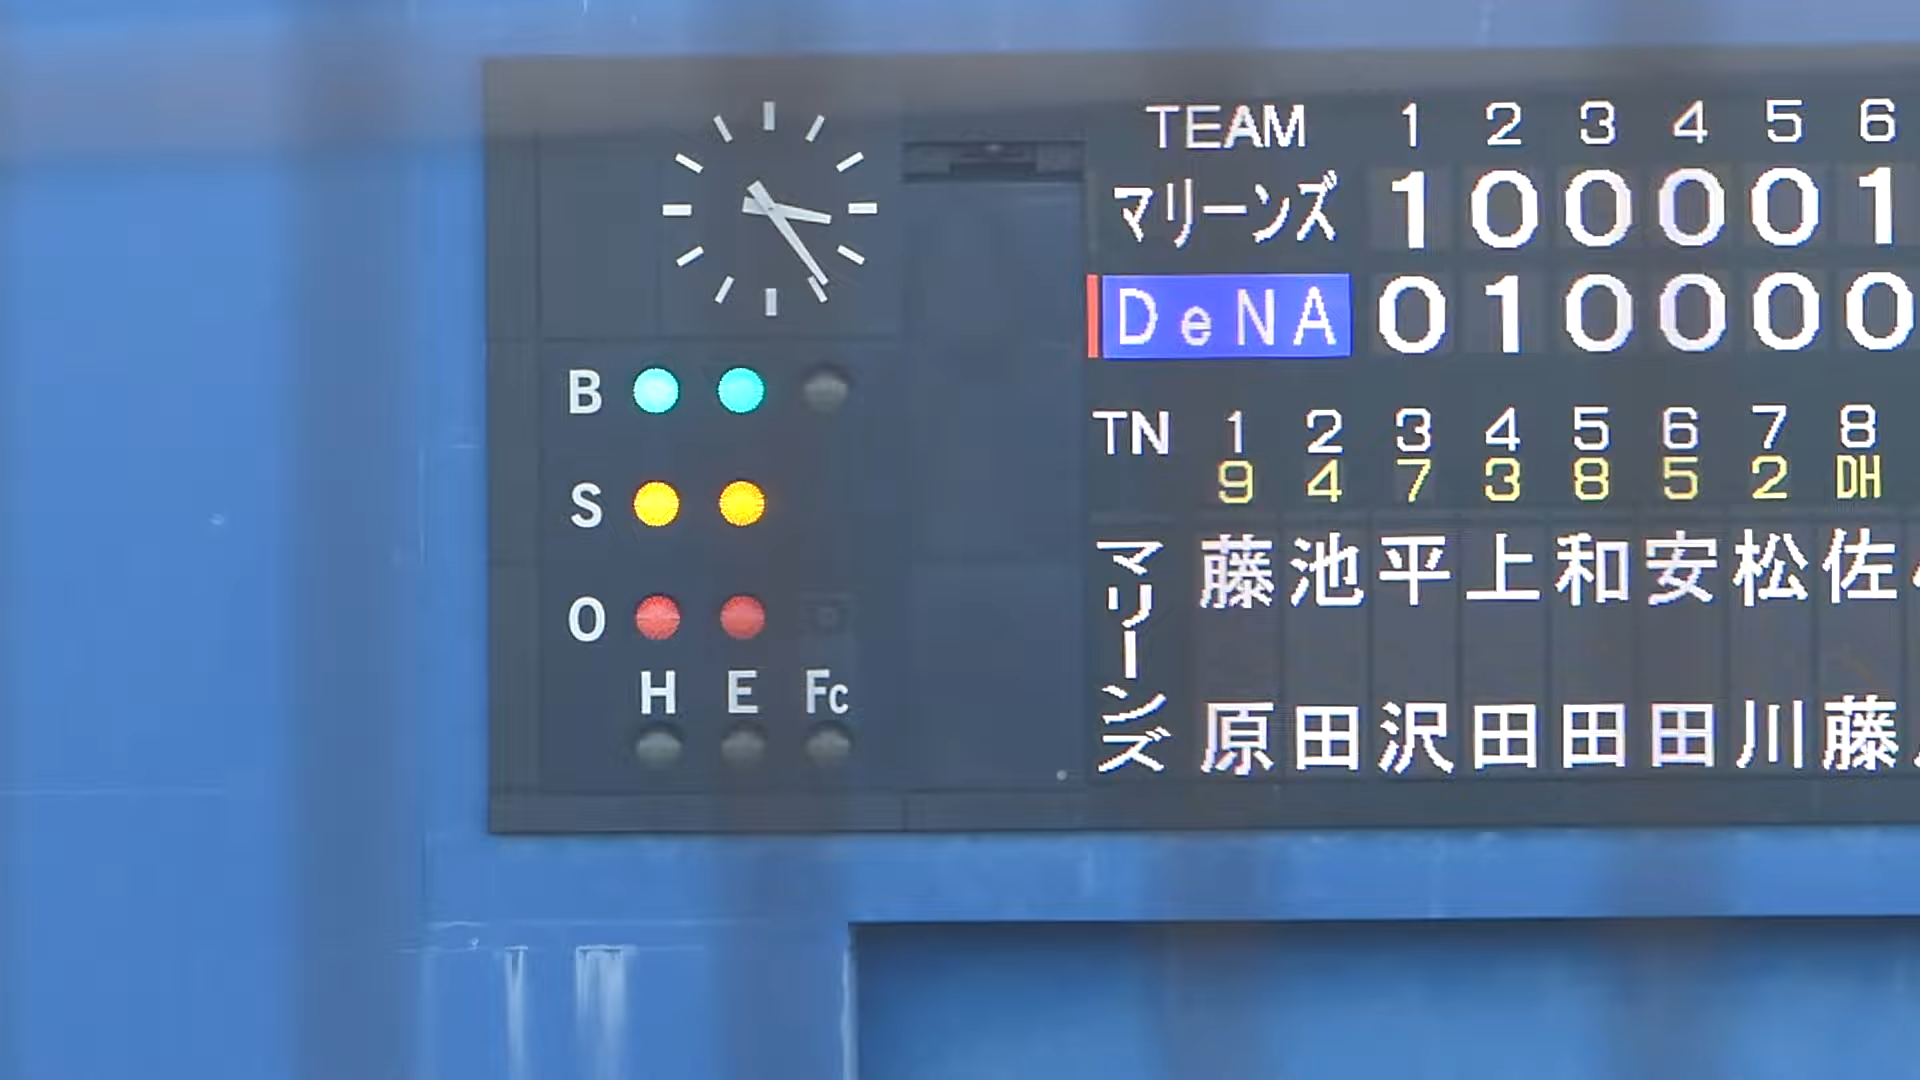 TEAM 1 2 3 4 5 6
マリーンズ 1 0 0 0 0 1
DeNA 0 1 0 0 0 0
B
S
O
H E Fc
TN 1 2 3 4 5 6 7 8
9 4 7 3 8 5 2 DH
マリーンズ
藤原
池田
平沢
上田
和田
安田
松川
佐藤